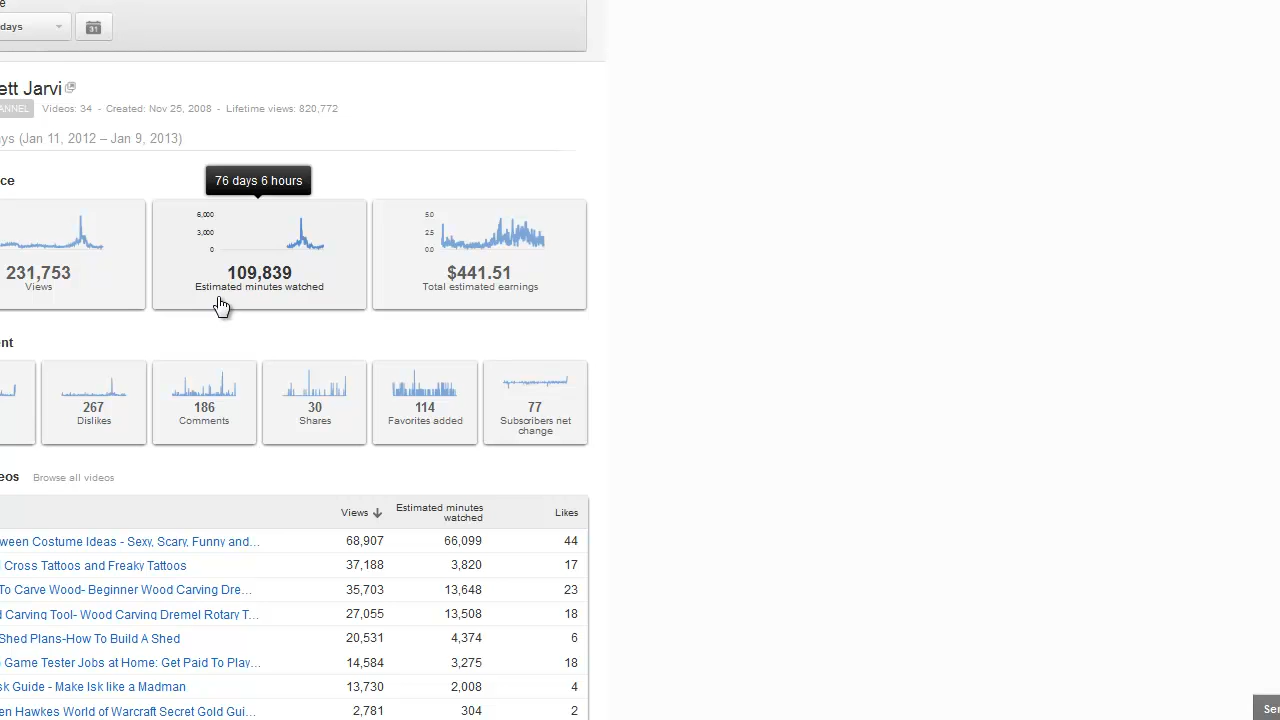 e
days
31
ett Jarvi
ANNEL Videos: 34 - Created: Nov 25, 2008 - Lifetime views: 820,772
ys (Jan 11, 2012 – Jan 9, 2013)
ce
76 days 6 hours
231,753
Views
6,000
3,000
0
109,839
Estimated minutes watched
5.0
2.5
0.0
$441.51
Total estimated earnings
ent
267
Dislikes
186
Comments
30
Shares
114
Favorites added
77
Subscribers net
change
eos Browse all videos
Views Estimated minutes watched Likes
ween Costume Ideas - Sexy, Scary, Funny and... 68,907 66,099 44
Cross Tattoos and Freaky Tattoos 37,188 3,820 17
To Carve Wood- Beginner Wood Carving Dre... 35,703 13,648 23
d Carving Tool- Wood Carving Dremel Rotary T... 27,055 13,508 18
Shed Plans-How To Build A Shed 20,531 4,374 6
Game Tester Jobs at Home: Get Paid To Play... 14,584 3,275 18
sk Guide - Make Isk like a Madman 13,730 2,008 4
en Hawkes World of Warcraft Secret Gold Gui... 2,781 304 2
Ser